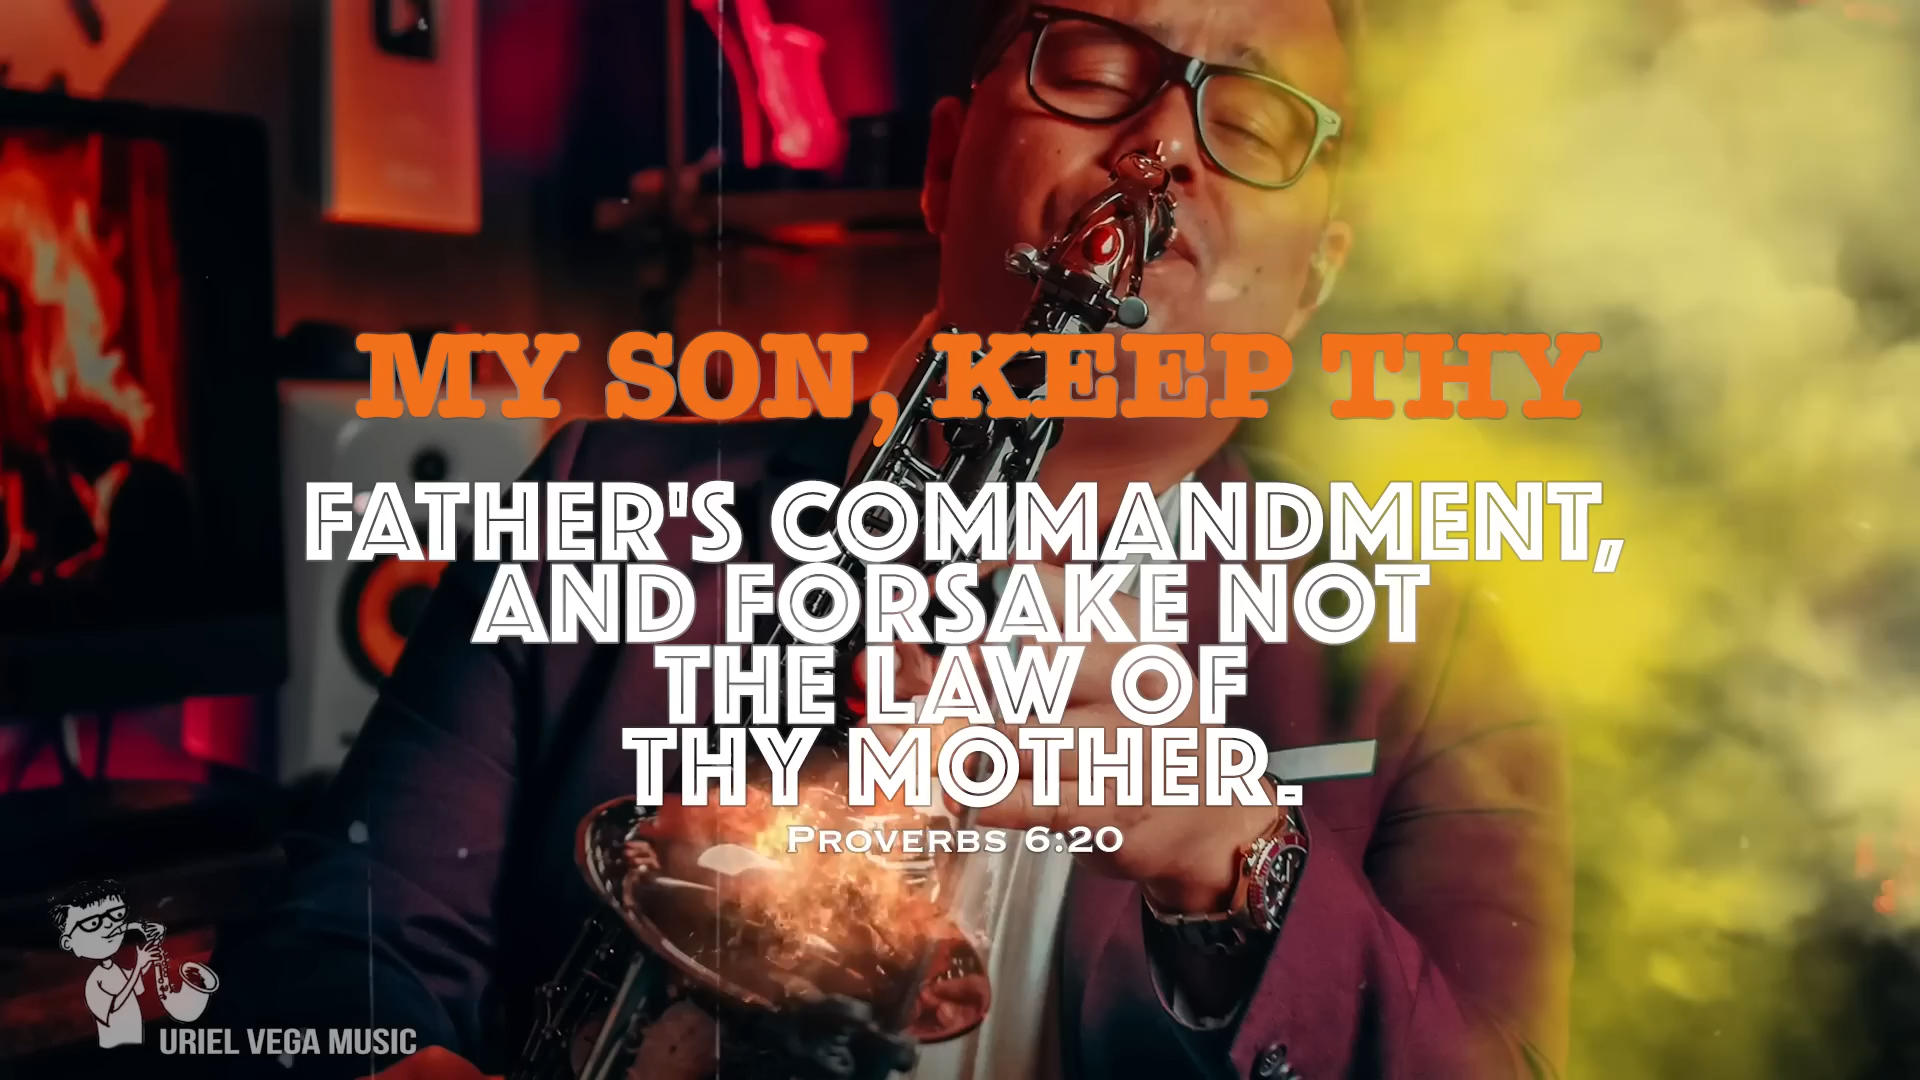 MY SON, KEEP THY
FATHER'S COMMANDMENT,
AND FORSAKE NOT
THE LAW OF
THY MOTHER.
PROVERBS 6:20
URIEL VEGA MUSIC